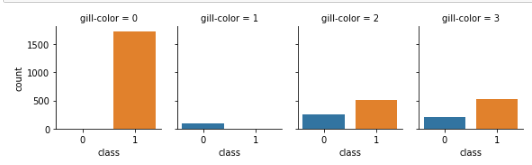 gill-color = 0
gill-color = 1
gill-color = 2
gill-color = 3
1500
1000
500
0
count
0 1
0 1
0 1
0 1
class
class
class
class